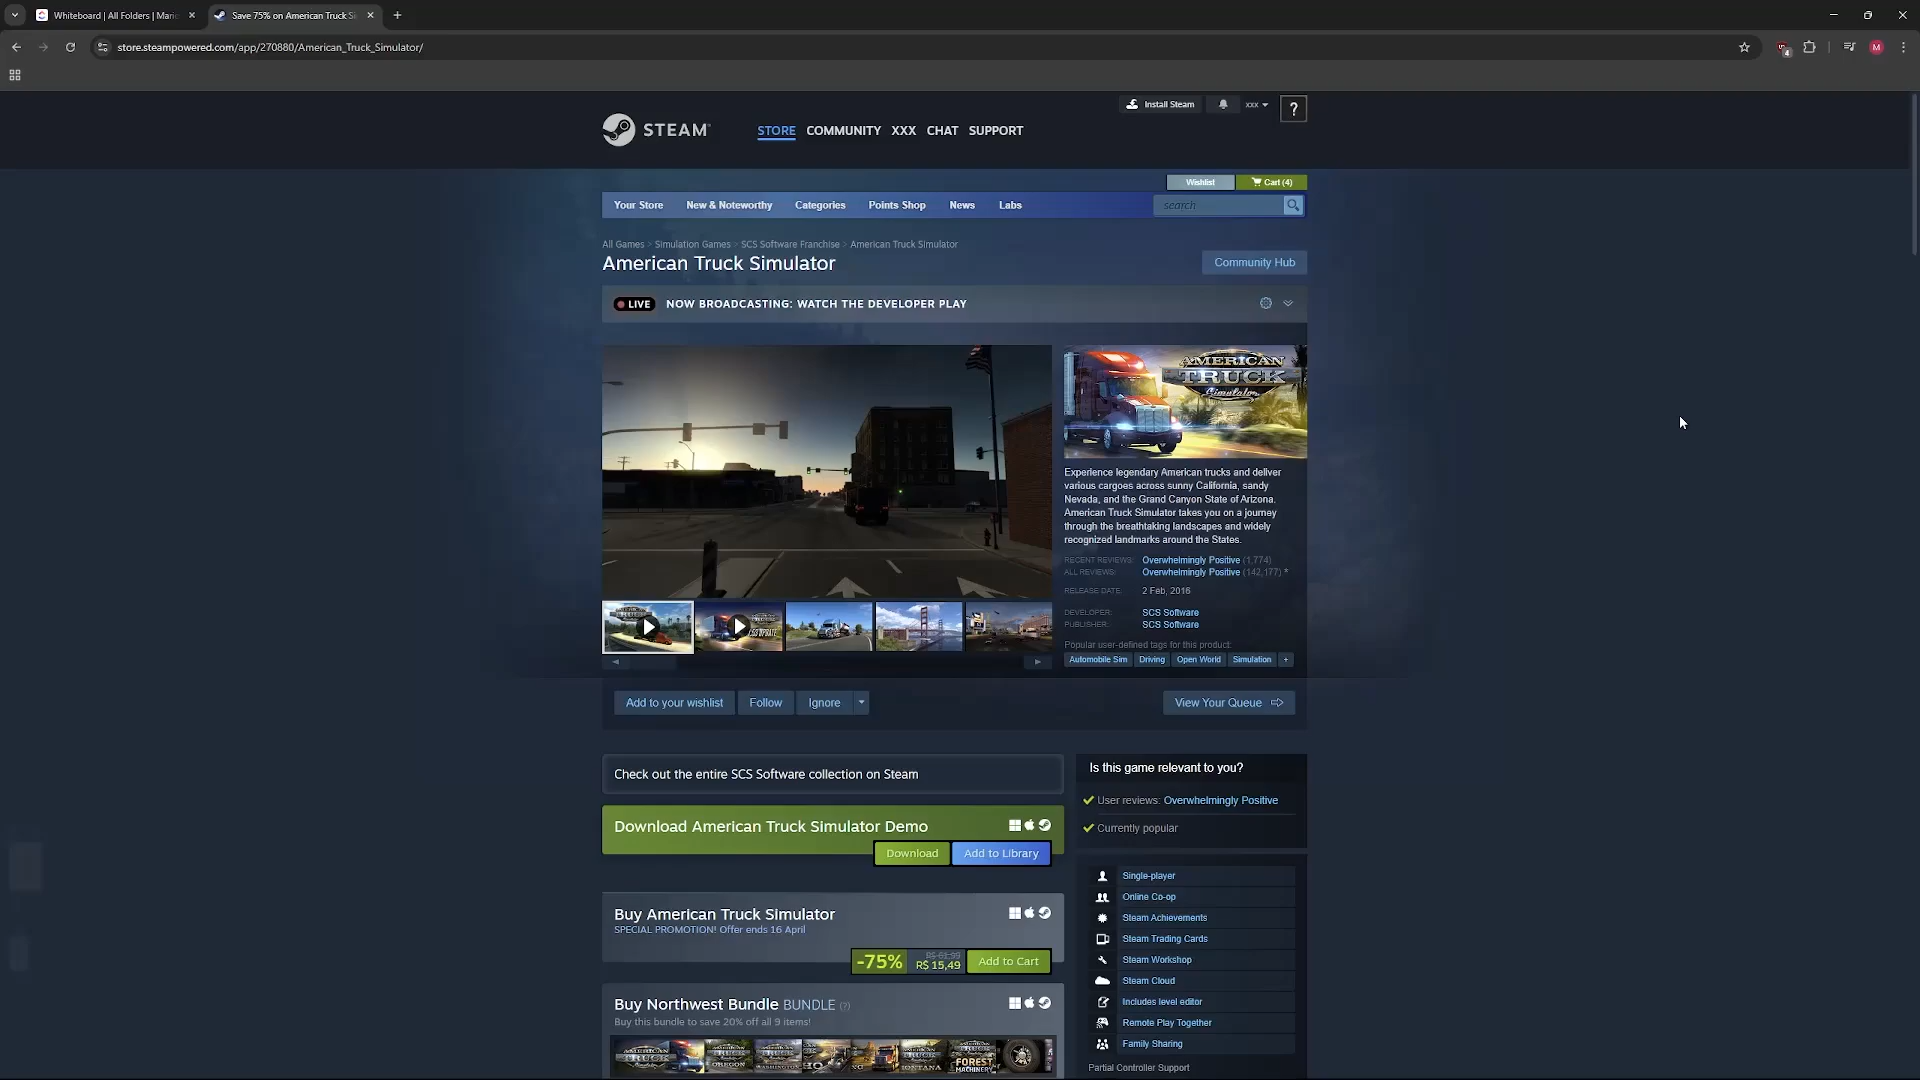 Whiteboard | All Folders | Mari
Save 75% on American Truck Si
store.steampowered.com/app/270880/American_Truck_Simulator/
4
M
Install Steam
xxx
?
STEAM
STORE COMMUNITY XXX CHAT SUPPORT
Wishlist
Cart (4)
Your Store New & Noteworthy Categories Points Shop News Labs
search
All Games > Simulation Games > SCS Software Franchise > American Truck Simulator
American Truck Simulator
Community Hub
LIVE NOW BROADCASTING: WATCH THE DEVELOPER PLAY
AMERICAN
TRUCK
Simulator
Experience legendary American trucks and deliver
various cargoes across sunny California, sandy
Nevada, and the Grand Canyon State of Arizona.
American Truck Simulator takes you on a journey
through the breathtaking landscapes and widely
recognized landmarks around the States.
RECENT REVIEWS: Overwhelmingly Positive (1,774)
ALL REVIEWS: Overwhelmingly Positive (142,177) *
RELEASE DATE: 2 Feb, 2016
DEVELOPER: SCS Software
PUBLISHER: SCS Software
Popular user-defined tags for this product:
Automobile Sim Driving Open World Simulation +
Add to your wishlist Follow Ignore
View Your Queue
Check out the entire SCS Software collection on Steam
Download American Truck Simulator Demo
Download Add to Library
Buy American Truck Simulator
SPECIAL PROMOTION! Offer ends 16 April
-75% R$ 61,99 R$ 15,49 Add to Cart
Buy Northwest Bundle BUNDLE (?)
Buy this bundle to save 20% off all 9 items!
OREGON
WASHINGTON
FOREST
MACHINERY
Is this game relevant to you?
User reviews: Overwhelmingly Positive
Currently popular
Single-player
Online Co-op
Steam Achievements
Steam Trading Cards
Steam Workshop
Steam Cloud
Includes level editor
Remote Play Together
Family Sharing
Partial Controller Support